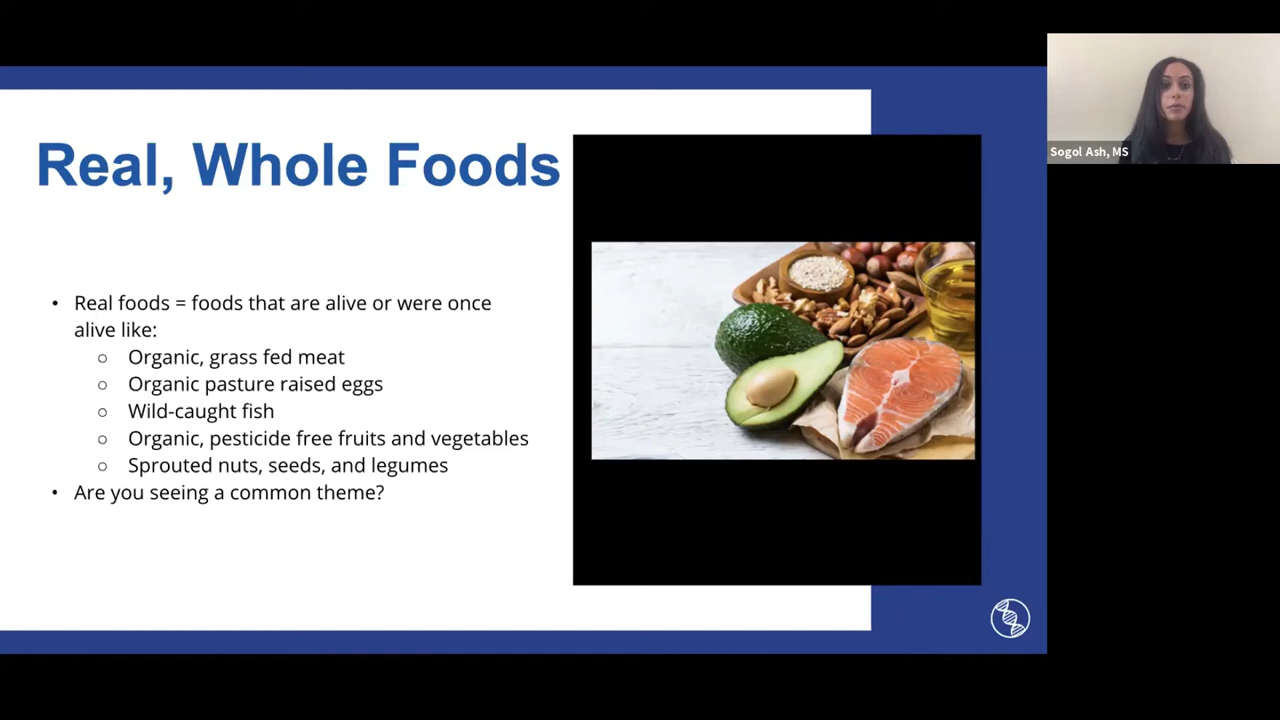 Real, Whole Foods
• Real foods = foods that are alive or were once
alive like:
○ Organic, grass fed meat
○ Organic pasture raised eggs
○ Wild-caught fish
○ Organic, pesticide free fruits and vegetables
○ Sprouted nuts, seeds, and legumes
• Are you seeing a common theme?
Sogol Ash, MS